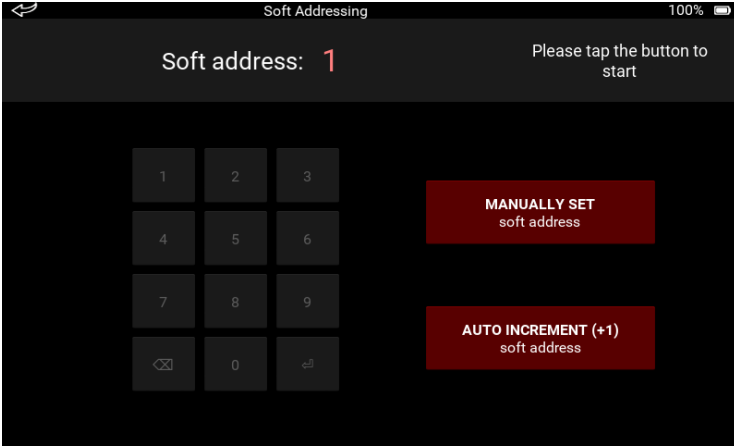 Soft Addressing
100%
Soft address: 1
Please tap the button to
start
1 2 3
4 5 6
7 8 9
0
MANUALLY SET
soft address
AUTO INCREMENT (+1)
soft address